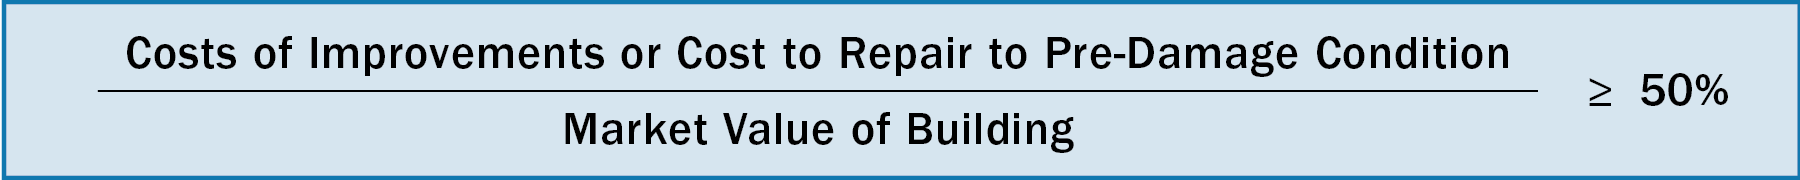 Costs of Improvements or Cost to Repair to Pre-Damage Condition
≥ 50%
Market Value of Building